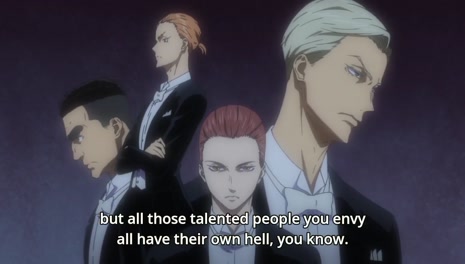 but all those talented people you envy
all have their own hell, you know.